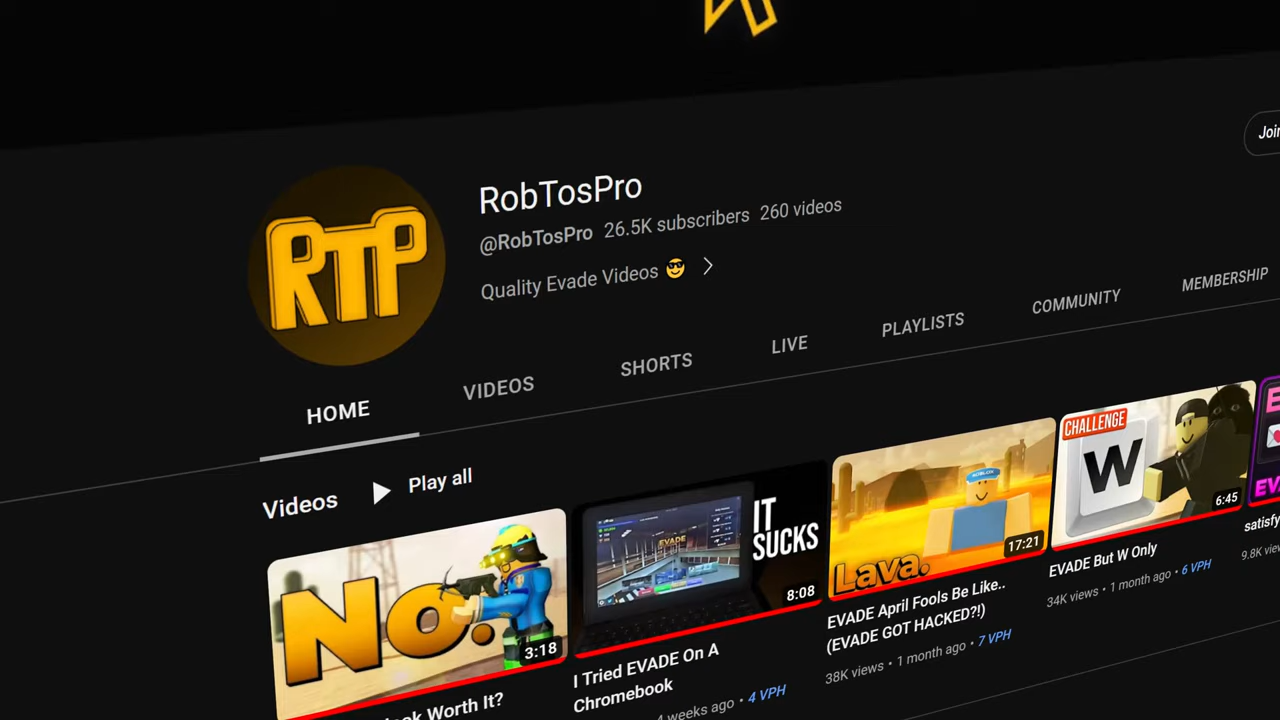 Join
RTP
RobTosPro
@RobTosPro 26.5K subscribers 260 videos
Quality Evade Videos 😎
HOME VIDEOS SHORTS LIVE PLAYLISTS COMMUNITY MEMBERSHIP
Videos Play all
NO.
3:18
Worth It?
EVADE
IT
SUCKS
8:08
I Tried EVADE On A
Chromebook
4 weeks ago • 4 VPH
Lava.
17:21
EVADE April Fools Be Like..
(EVADE GOT HACKED?!)
38K views • 1 month ago • 7 VPH
CHALLENGE
W
6:45
EVADE But W Only
34K views • 1 month ago • 6 VPH
satisfy
9.8K view